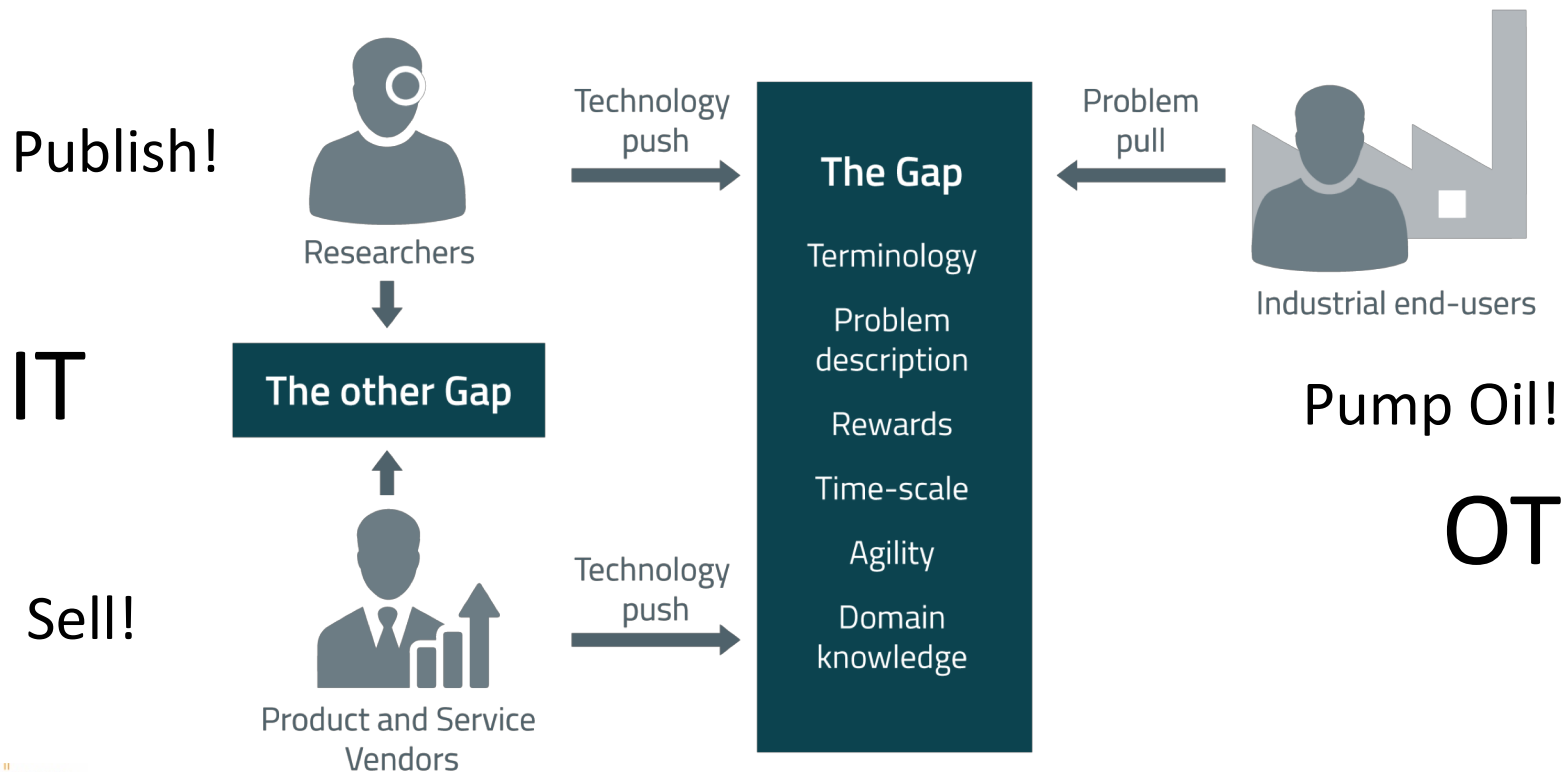 Publish!
Researchers
IT
The other Gap
Sell!
Product and Service
Vendors
Technology
push
Technology
push
The Gap
Terminology
Problem
description
Rewards
Time-scale
Agility
Domain
knowledge
Problem
pull
Industrial end-users
Pump Oil!
OT